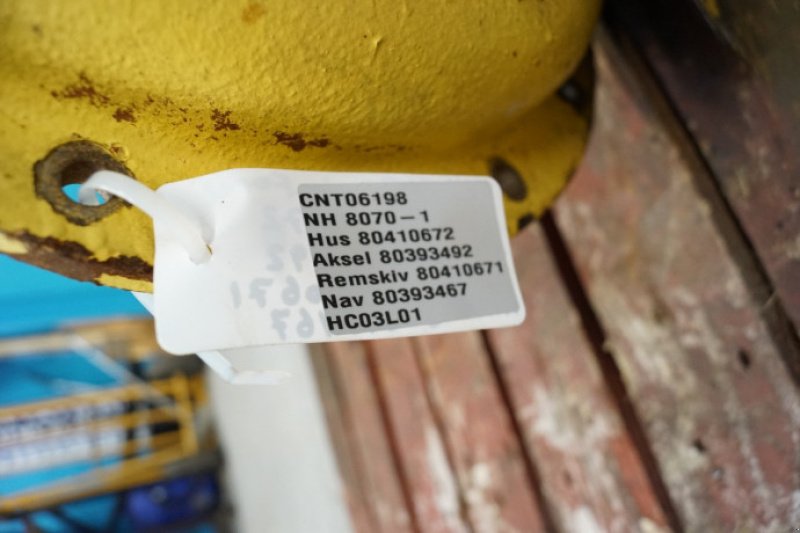 CNT06198
NH 8070-1
Hus 80410672
Aksel 80393492
Remskiv 80410671
Nav 80393467
HC03L01